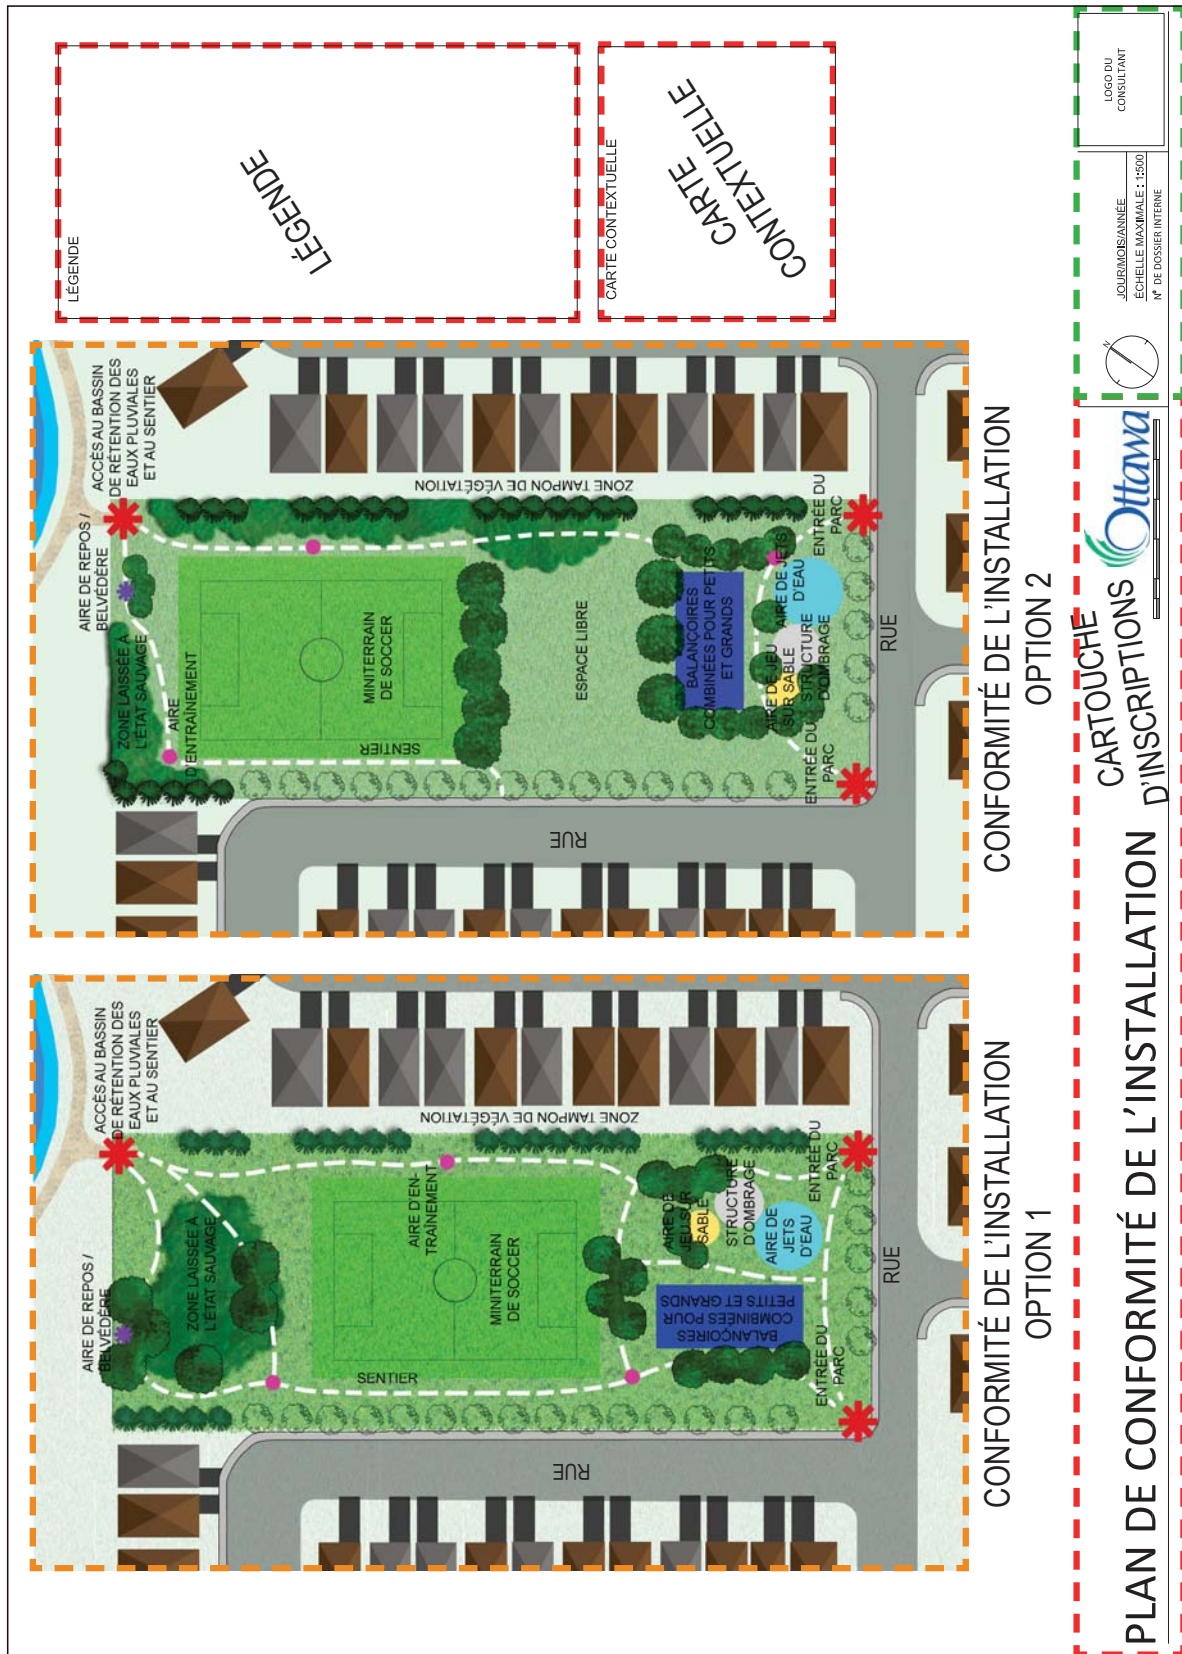 LÉGENDE
LÉGENDE
CARTE CONTEXTUELLE
CARTE
CONTEXTUELLE
AIRE DE REPOS /
BELVÉDÈRE
ACCÈS AU BASSIN
DE RÉTENTION DES
EAUX PLUVIALES
ET AU SENTIER
ZONE LAISSÉE À
L'ÉTAT SAUVAGE
AIRE D'EN-
TRAÎNEMENT
ZONE TAMPON DE VÉGÉTATION
MINITERRAIN
DE SOCCER
SENTIER
BALANÇOIRES
COMBINÉES POUR
PETITS ET GRANDS
AIRE DE
JEU SUR
SABLE
STRUCTURE
D'OMBRAGE
AIRE DE
JETS
D'EAU
ENTRÉE DU
PARC
ENTRÉE DU
PARC
RUE
RUE
CONFORMITÉ DE L'INSTALLATION
OPTION 1
AIRE DE REPOS /
BELVÉDÈRE
ACCÈS AU BASSIN
DE RÉTENTION DES
EAUX PLUVIALES
ET AU SENTIER
ZONE LAISSÉE À
L'ÉTAT SAUVAGE
AIRE
D'ENTRAÎNEMENT
ZONE TAMPON DE VÉGÉTATION
MINITERRAIN
DE SOCCER
SENTIER
ESPACE LIBRE
BALANÇOIRES
COMBINÉES POUR PETITS
ET GRANDS
AIRE DE JEU
SUR SABLE
STRUCTURE
D'OMBRAGE
AIRE DE JETS
D'EAU
ENTRÉE DU
PARC
ENTRÉE DU
PARC
RUE
RUE
CONFORMITÉ DE L'INSTALLATION
OPTION 2
PLAN DE CONFORMITÉ DE L'INSTALLATION
CARTOUCHE
D'INSCRIPTIONS
Ottawa
N
JOUR/MOIS/ANNÉE
ÉCHELLE MAXIMALE : 1:500
N° DE DOSSIER INTERNE
LOGO DU
CONSULTANT